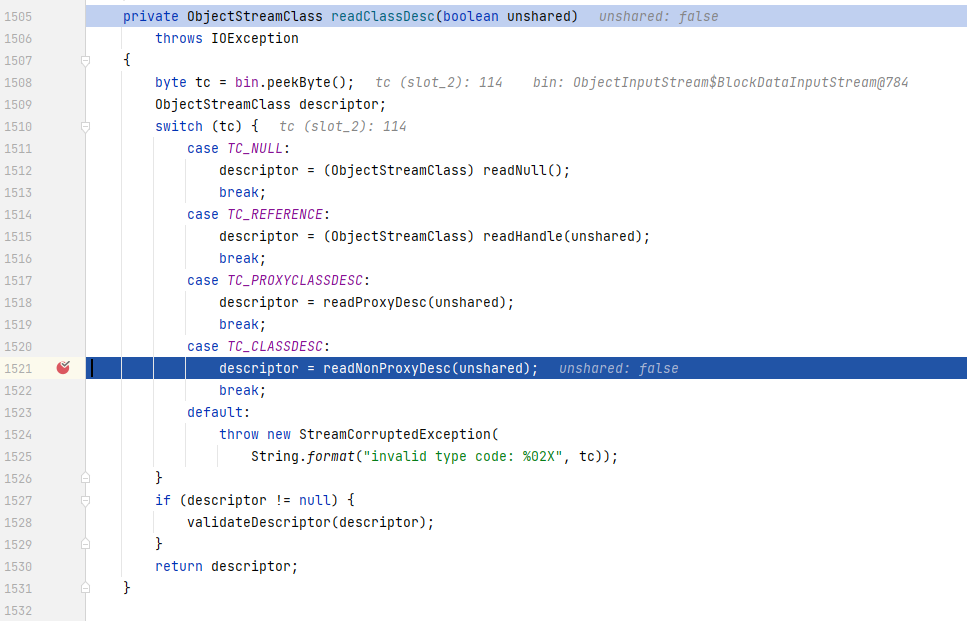 1505 private ObjectStreamClass readClassDesc(boolean unshared) unshared: false
1506 throws IOException
1507 {
1508 byte tc = bin.peekByte(); tc (slot_2): 114 bin: ObjectInputStream$BlockDataInputStream@784
1509 ObjectStreamClass descriptor;
1510 switch (tc) { tc (slot_2): 114
1511 case TC_NULL:
1512 descriptor = (ObjectStreamClass) readNull();
1513 break;
1514 case TC_REFERENCE:
1515 descriptor = (ObjectStreamClass) readHandle(unshared);
1516 break;
1517 case TC_PROXYCLASSDESC:
1518 descriptor = readProxyDesc(unshared);
1519 break;
1520 case TC_CLASSDESC:
1521 descriptor = readNonProxyDesc(unshared); unshared: false
1522 break;
1523 default:
1524 throw new StreamCorruptedException(
1525 String.format("invalid type code: %02X", tc));
1526 }
1527 if (descriptor != null) {
1528 validateDescriptor(descriptor);
1529 }
1530 return descriptor;
1531 }
1532